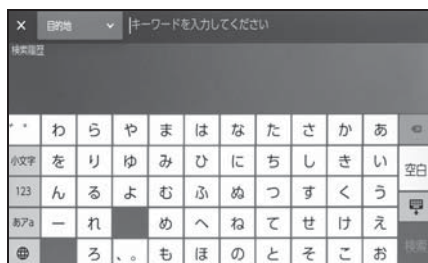 × 目的地 キーワードを入力してください
検索履歴
゛゜ わ ら や ま は な た さ か あ
小文字 を り ゆ み ひ に ち し き い 空白
123 ん る よ む ふ ぬ つ す く う
あアa ー れ め へ ね て せ け え
ろ 、。 も ほ の と そ こ お 検索